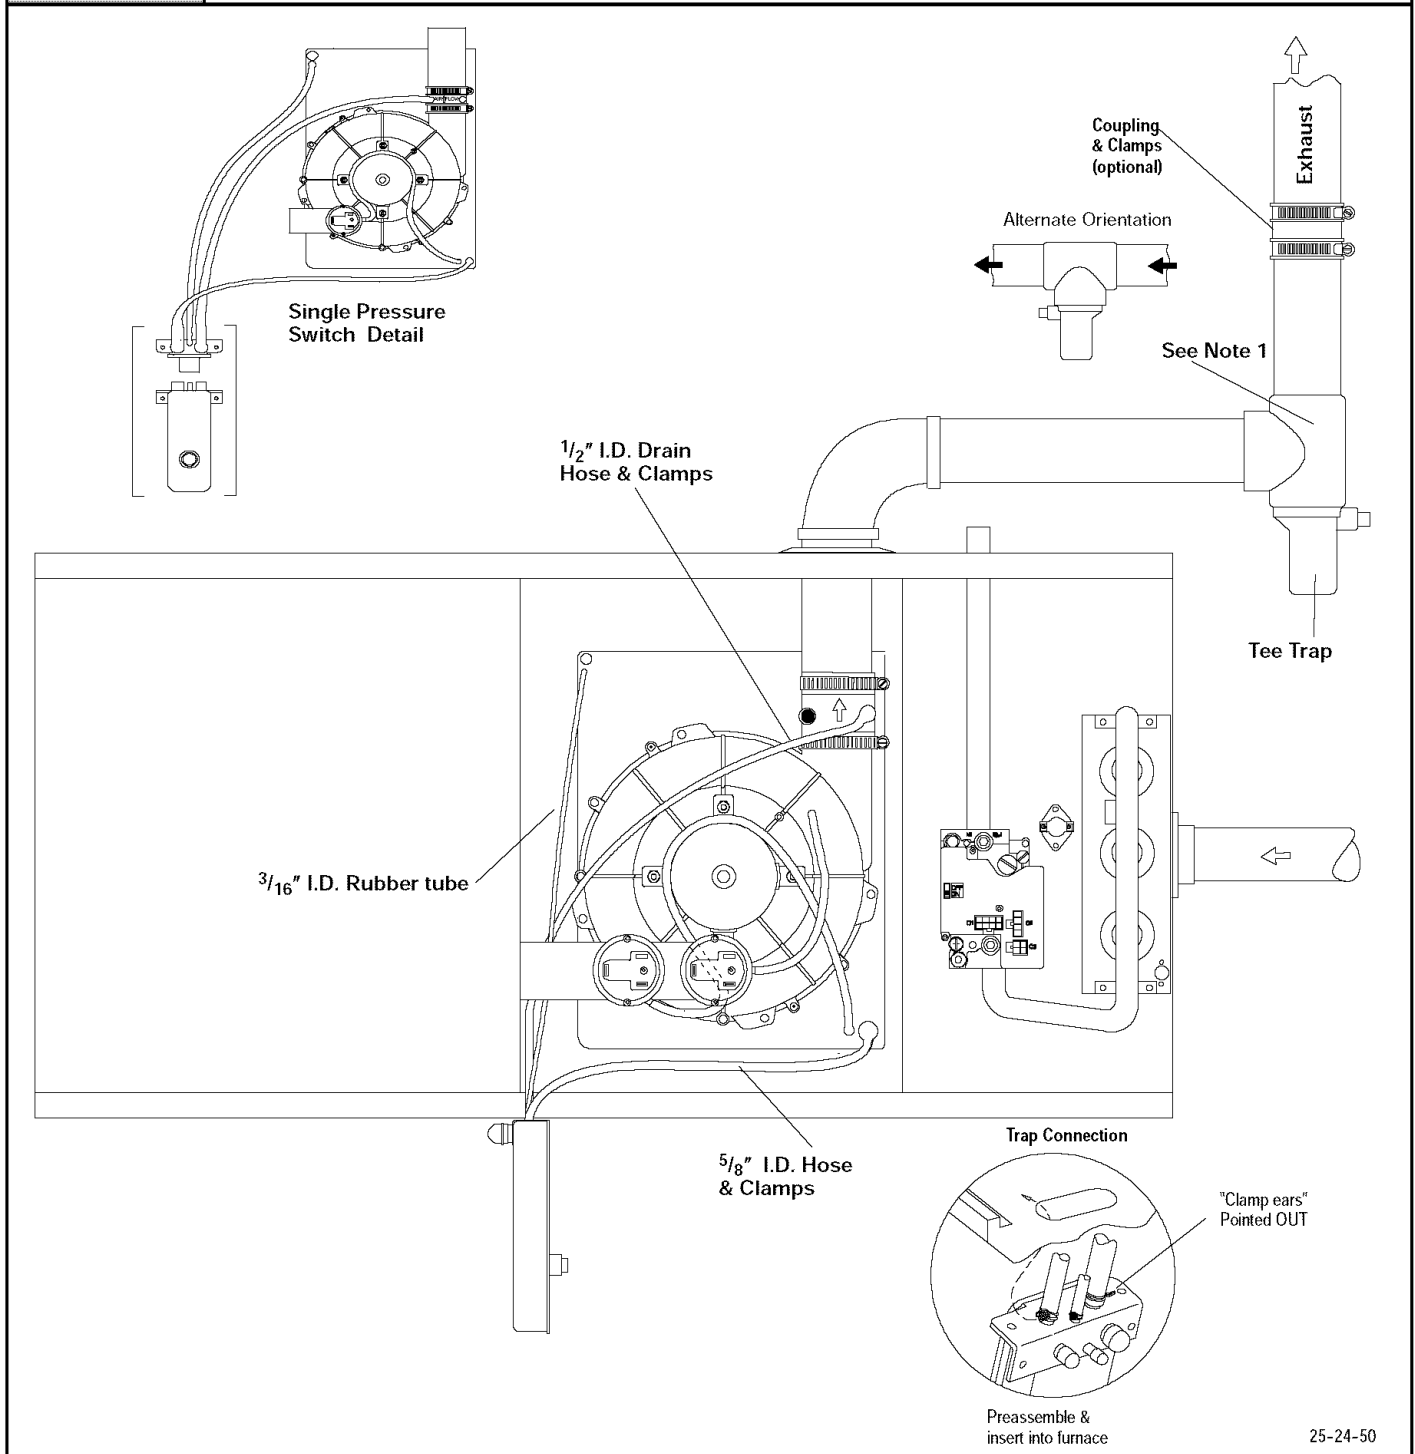 AIR FLOW
Single Pressure
Switch Detail
Coupling
& Clamps
(optional)
Exhaust
Alternate Orientation
See Note 1
1/2" I.D. Drain
Hose & Clamps
Tee Trap
3/16" I.D. Rubber tube
5/8" I.D. Hose
& Clamps
Trap Connection
"Clamp ears"
Pointed OUT
Preassemble &
insert into furnace
25-24-50